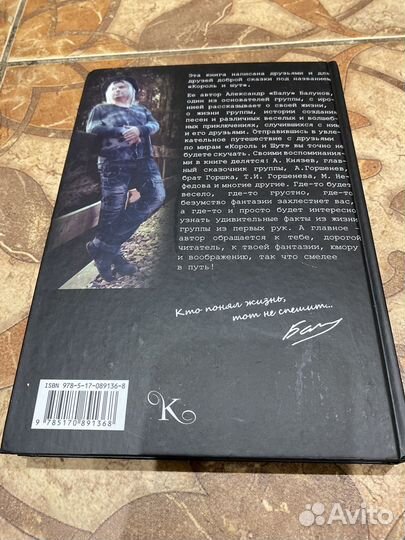 Эта книга написана друзьями и для
друзей доброй сказки под названием
«Король и шут».
Ее автор Александр «Балу» Балунов,
один из основателей группы, с иро-
нией рассказывает о своей жизни,
о жизни группы, истории создания
песен и различных веселых и волшеб-
ных приключениях, случившихся с ним
и его друзьями. Отправившись в увле-
кательное путешествие с друзьями
по мирам «Король и Шут» вы точно не
будете скучать. Своими воспоминания-
ми в книге делятся: А. Князев, глав-
ный сказочник группы, А.Горшенев,
брат Горшка, Т.И. Горшенева, М. Не-
федова и многие другие. Где-то будет
весело, где-то грустно, где-то
безумство фантазии захлестнет вас,
а где-то и просто будет интересно
узнать удивительные факты из жизни
группы из первых рук. А главное -
автор обращается к тебе, дорогой
читатель, к твоей фантазии, юмору
и воображению, так что смелее
в путь!
Кто понял жизнь,
тот не спешит...
Балу
ISBN 978-5-17-089136-8
9 785170 891368
К
Avito